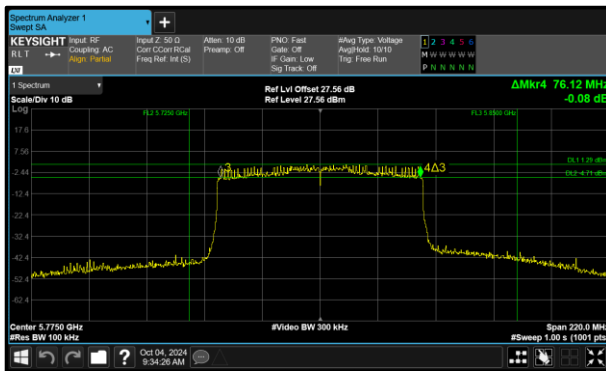 Spectrum Analyzer 1
Swept SA
KEYSIGHT
RLT
LXI
Input: RF
Coupling: AC
Align: Partial
Input Z: 50 Ω
Corr CCorr RCal
Freq Ref: Int (S)
Atten: 10 dB
Preamp: Off
PNO: Fast
Gate: Off
IF Gain: Low
Sig Track: Off
#Avg Type: Voltage
Avg|Hold: 10/10
Trig: Free Run
1 2 3 4 5 6
M W W W W W
P N N N N N
1 Spectrum
Scale/Div 10 dB
Ref Lvl Offset 27.56 dB
Ref Level 27.56 dBm
ΔMkr4 76.12 MHz
-0.08 dB
Log
FL2 5.7250 GHz
FL3 5.8500 GHz
17.6
7.56
-2.44
-12.4
-22.4
-32.4
-42.4
-52.4
-62.4
3
4Δ3
DL1 1.29 dBm
DL2 -4.71 dBm
Center 5.7750 GHz
#Res BW 100 kHz
#Video BW 300 kHz
Span 220.0 MHz
#Sweep 1.00 s (1001 pts)
?
Oct 04, 2024
9:34:26 AM